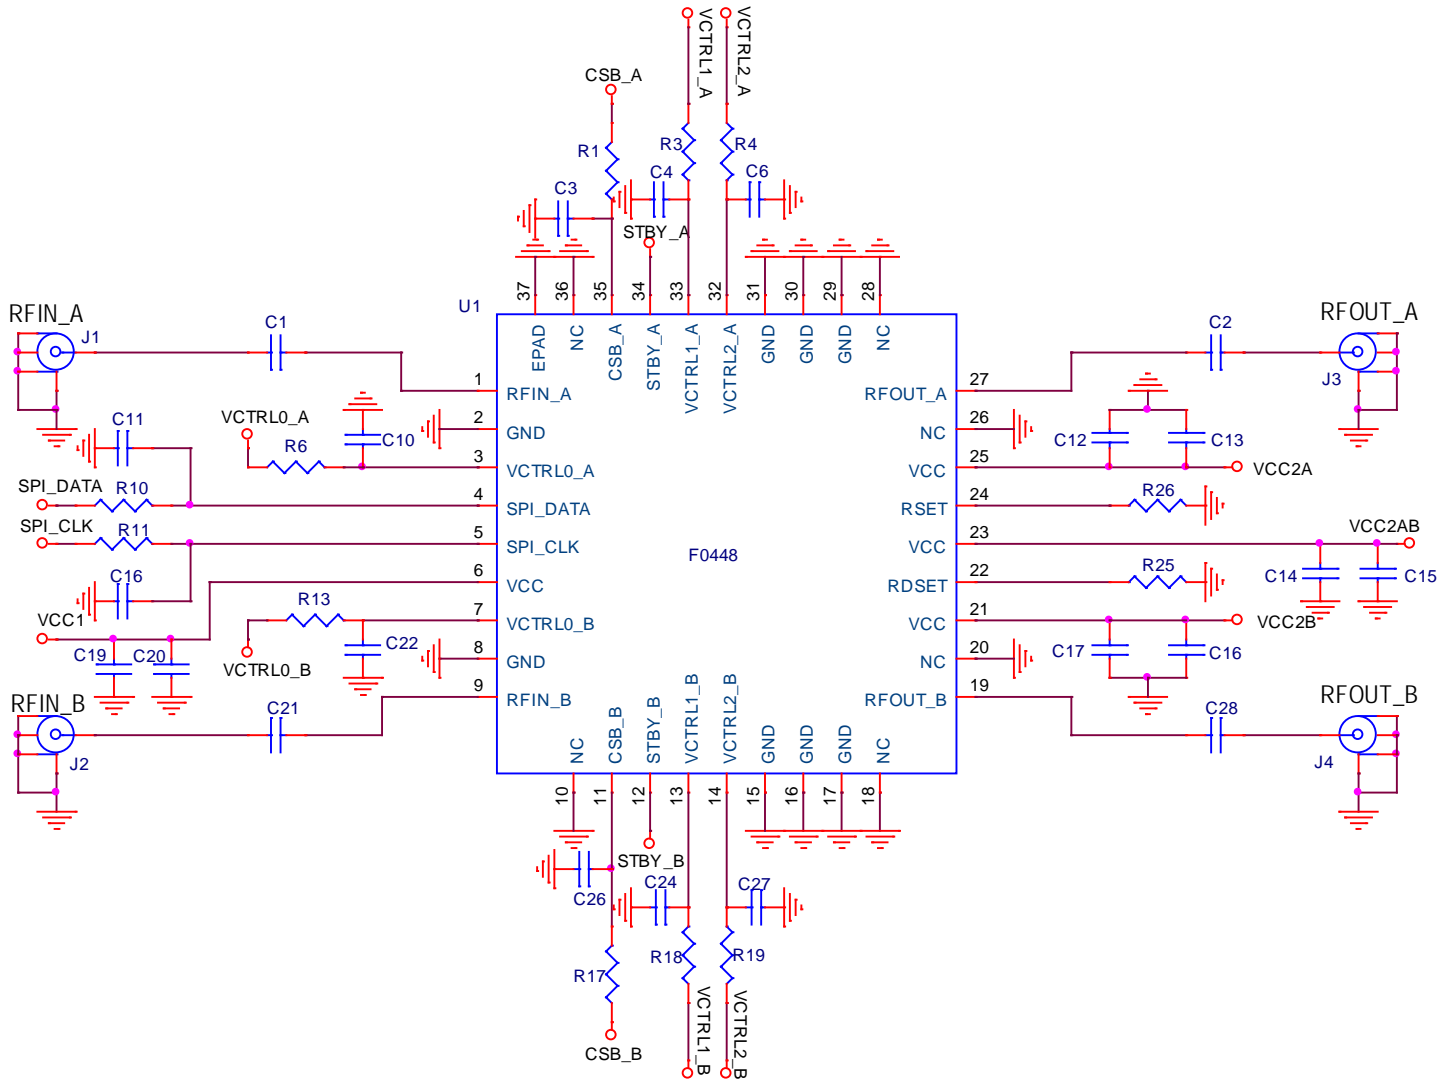 VCTRL1_A
VCTRL2_A
CSB_A
R1
R3
R4
C3
C4
C6
STBY_A
U1
37
36
35
34
33
32
31
30
29
28
EPAD
NC
CSB_A
STBY_A
VCTRL1_A
VCTRL2_A
GND
GND
GND
NC
RFIN_A
J1
C1
C2
RFOUT_A
J3
1
RFIN_A
RFOUT_A
27
2
GND
NC
26
3
VCTRL0_A
VCC
25
4
SPI_DATA
RSET
24
5
SPI_CLK
VCC
23
6
VCC
RDSET
22
7
VCTRL0_B
VCC
21
8
GND
NC
20
9
RFIN_B
RFOUT_B
19
F0448
C11
VCTRL0_A
R6
C10
SPI_DATA
R10
SPI_CLK
R11
C16
VCC1
R13
C19
C20
VCTRL0_B
C22
RFIN_B
J2
C21
C12
C13
VCC2A
R26
VCC2AB
C14
C15
R25
VCC2B
C17
C16
RFOUT_B
C28
J4
NC
CSB_B
STBY_B
VCTRL1_B
VCTRL2_B
GND
GND
GND
NC
10
11
12
13
14
15
16
17
18
STBY_B
C26
C24
C27
R17
R18
R19
CSB_B
VCTRL1_B
VCTRL2_B